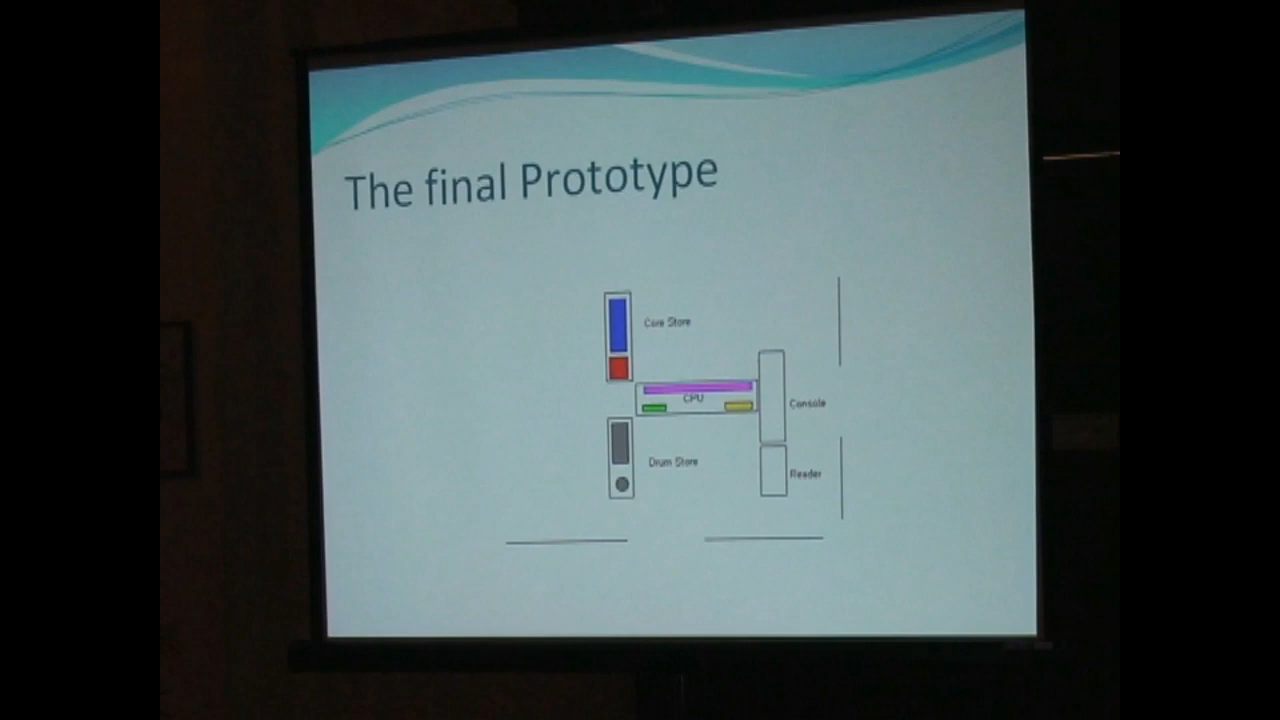 The final Prototype
Core Store
CPU
Console
Drum Store
Reader